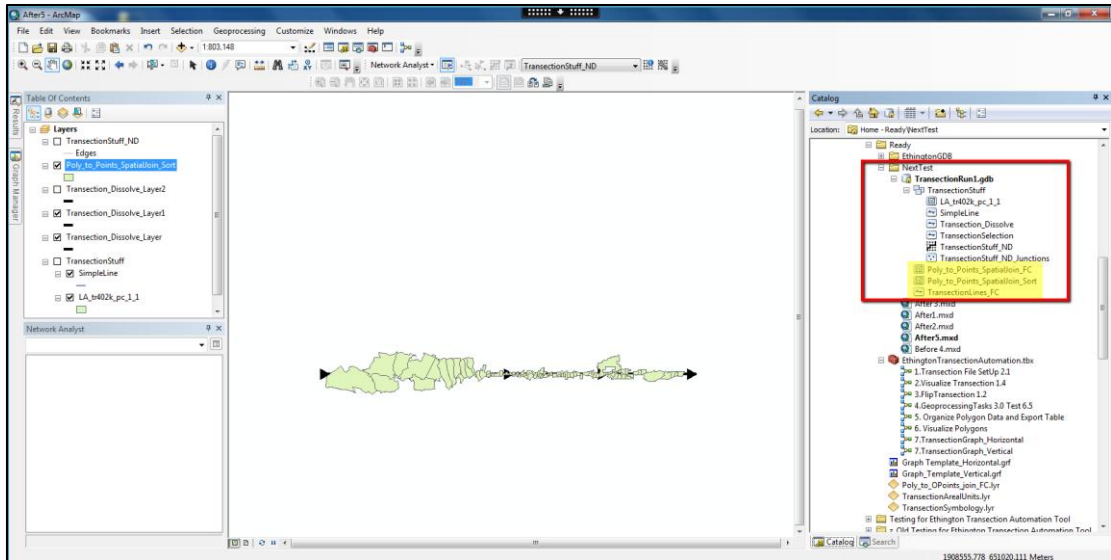 After5 - ArcMap
File Edit View Bookmarks Insert Selection Geoprocessing Customize Windows Help
1:803,148
Network Analyst TransectionStuff_ND
Table Of Contents
Layers
TransectionStuff_ND
Edges
Poly_to_Points_SpatialJoin_Sort
Transection_Dissolve_Layer2
Transection_Dissolve_Layer1
Transection_Dissolve_Layer
TransectionStuff
SimpleLine
LA_tr402k_pc_1_1
Results
Graph Manager
Network Analyst
Catalog
Location: Home - Ready\NextTest
Ready
EthingtonGDB
NextTest
TransectionRun1.gdb
TransectionStuff
LA_tr402k_pc_1_1
SimpleLine
Transection_Dissolve
TransectionSelection
TransectionStuff_ND
TransectionStuff_ND_Junctions
Poly_to_Points_SpatialJoin_FC
Poly_to_Points_SpatialJoin_Sort
TransectionLines_FC
After 3.mxd
After1.mxd
After2.mxd
After5.mxd
Before 4.mxd
EthingtonTransectionAutomation.tbx
1.Transection File SetUp 2.1
2.Visualize Transection 1.4
3.FlipTransection 1.2
4.GeoprocessingTasks 3.0 Test 6.5
5. Organize Polygon Data and Export Table
6. Visualize Polygons
7.TransectionGraph_Horizontal
7.TransectionGraph_Vertical
Graph Template_Horizontal.grf
Graph_Template_Vertical.grf
Poly_to_OPoints_join_FC.lyr
TransectionArealUnits.lyr
TransectionSymbology.lyr
Testing for Ethington Transection Automation Tool
z_Old Testing for Ethington Transection Automation Tool
Catalog Search
1908555.778 651020.111 Meters